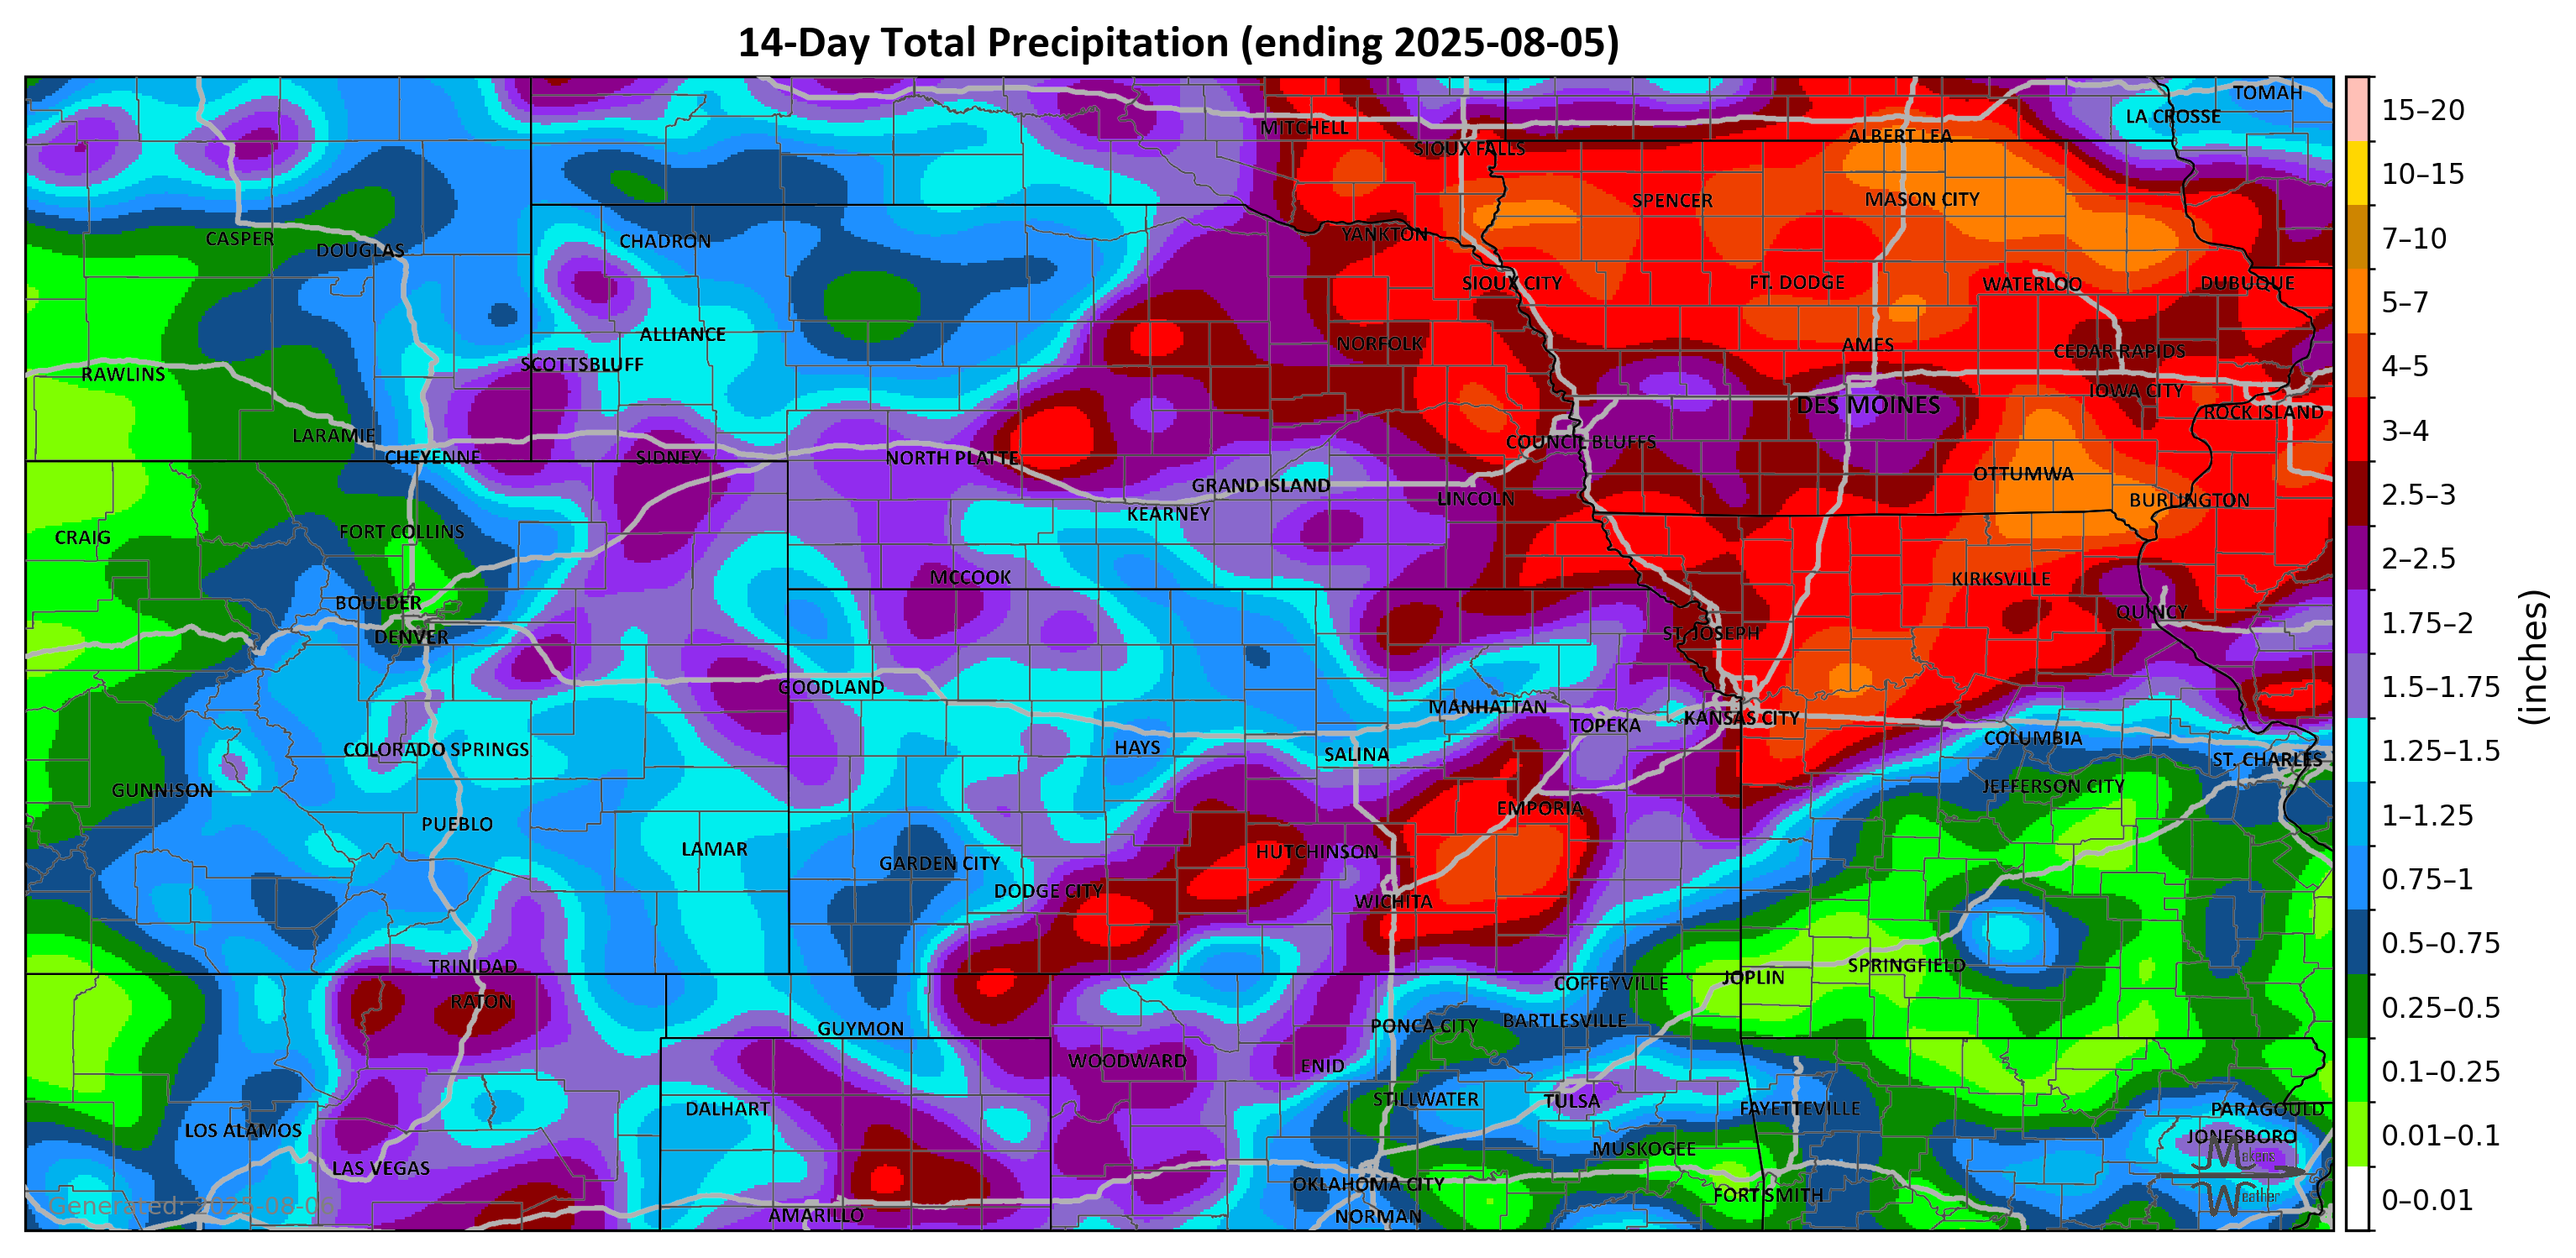 14-Day Total Precipitation (ending 2025-08-05)
TOMAH
LA CROSSE
MITCHELL
ALBERT LEA
SIOUX FALLS
SPENCER
MASON CITY
CASPER
DOUGLAS
CHADRON
YANKTON
SIOUX CITY
FT. DODGE
WATERLOO
DUBUQUE
ALLIANCE
NORFOLK
AMES
CEDAR RAPIDS
SCOTTSBLUFF
RAWLINS
IOWA CITY
DES MOINES
ROCK ISLAND
LARAMIE
COUNCIL BLUFFS
CHEYENNE
SIDNEY
NORTH PLATTE
OTTUMWA
GRAND ISLAND
LINCOLN
BURLINGTON
KEARNEY
CRAIG
FORT COLLINS
MCCOOK
KIRKSVILLE
BOULDER
QUINCY
DENVER
ST. JOSEPH
GOODLAND
MANHATTAN
TOPEKA
KANSAS CITY
COLUMBIA
COLORADO SPRINGS
HAYS
SALINA
ST. CHARLES
GUNNISON
JEFFERSON CITY
EMPORIA
PUEBLO
LAMAR
GARDEN CITY
HUTCHINSON
DODGE CITY
WICHITA
TRINIDAD
SPRINGFIELD
JOPLIN
COFFEYVILLE
RATON
GUYMON
PONCA CITY
BARTLESVILLE
WOODWARD
ENID
DALHART
STILLWATER
TULSA
FAYETTEVILLE
PARAGOULD
LOS ALAMOS
JONESBORO
MUSKOGEE
LAS VEGAS
OKLAHOMA CITY
FORT SMITH
AMARILLO
NORMAN
Generated: 2025-08-06
Makens
Weather
15–20
10–15
7–10
5–7
4–5
3–4
2.5–3
2–2.5
1.75–2
1.5–1.75
1.25–1.5
1–1.25
0.75–1
0.5–0.75
0.25–0.5
0.1–0.25
0.01–0.1
0–0.01
(inches)